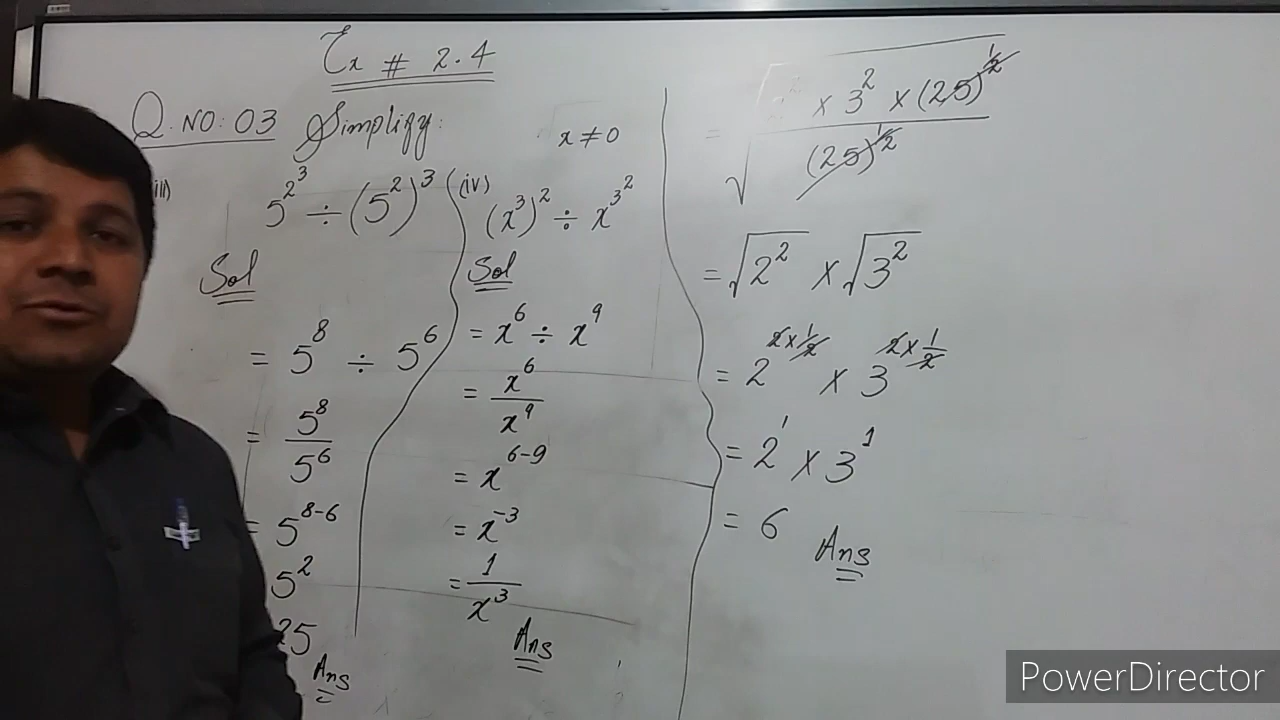 Ex # 2.4
Q.NO:03 Simplify:
x ≠ 0
iii)
5^2^3 ÷ (5^2)^3
Sol
= 5^8 ÷ 5^6
= 5^8 / 5^6
= 5^(8-6)
5^2
25
Ans
(iv)
(x^3)^2 ÷ x^3^2
Sol
= x^6 ÷ x^9
= x^6 / x^9
= x^(6-9)
= x^-3
= 1 / x^3
Ans
= √(2^2 × 3^2 × (25)^(1/2) / (25)^(1/2))
= √2^2 × √3^2
= 2^(2×1/2) × 3^(2×1/2)
= 2^1 × 3^1
= 6 Ans
PowerDirector